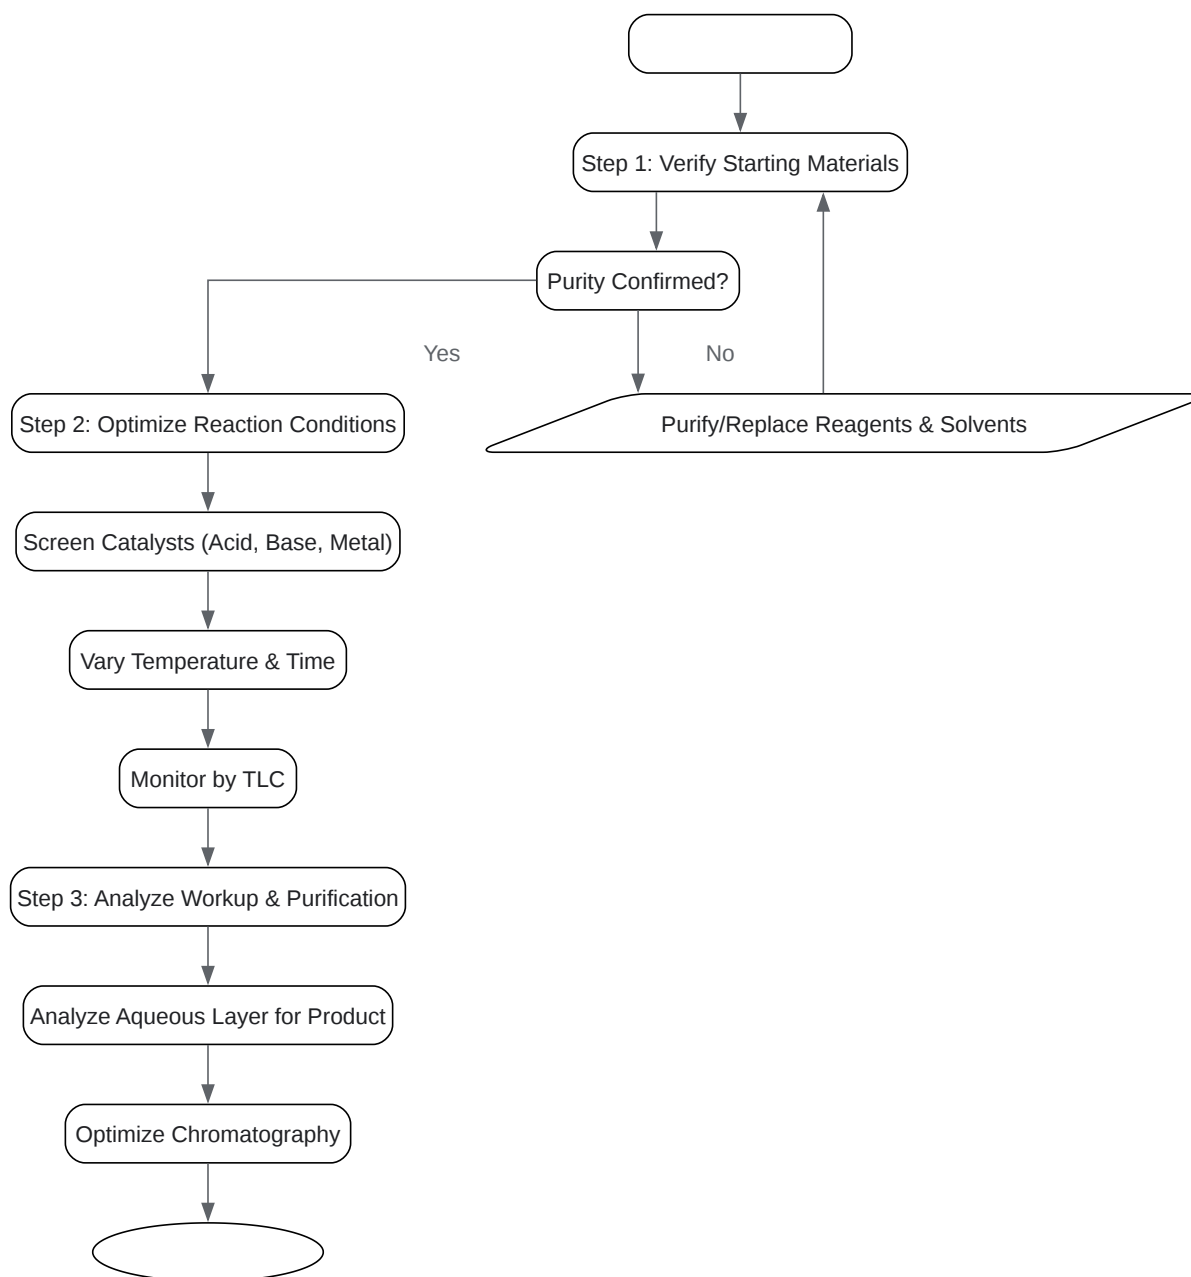 Step 1: Verify Starting Materials
Purity Confirmed?
Yes
No
Step 2: Optimize Reaction Conditions
Purify/Replace Reagents & Solvents
Screen Catalysts (Acid, Base, Metal)
Vary Temperature & Time
Monitor by TLC
Step 3: Analyze Workup & Purification
Analyze Aqueous Layer for Product
Optimize Chromatography